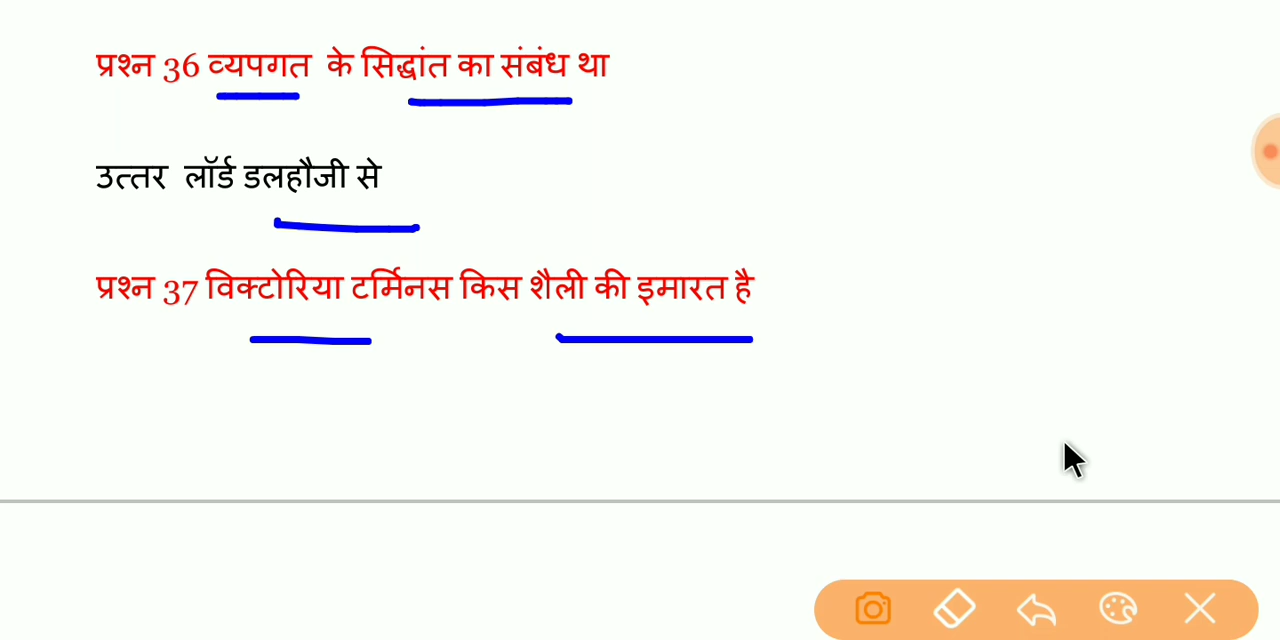 प्रश्न 36 व्यपगत के सिद्धांत का संबंध था
उत्तर लॉर्ड डलहौजी से
प्रश्न 37 विक्टोरिया टर्मिनस किस शैली की इमारत है